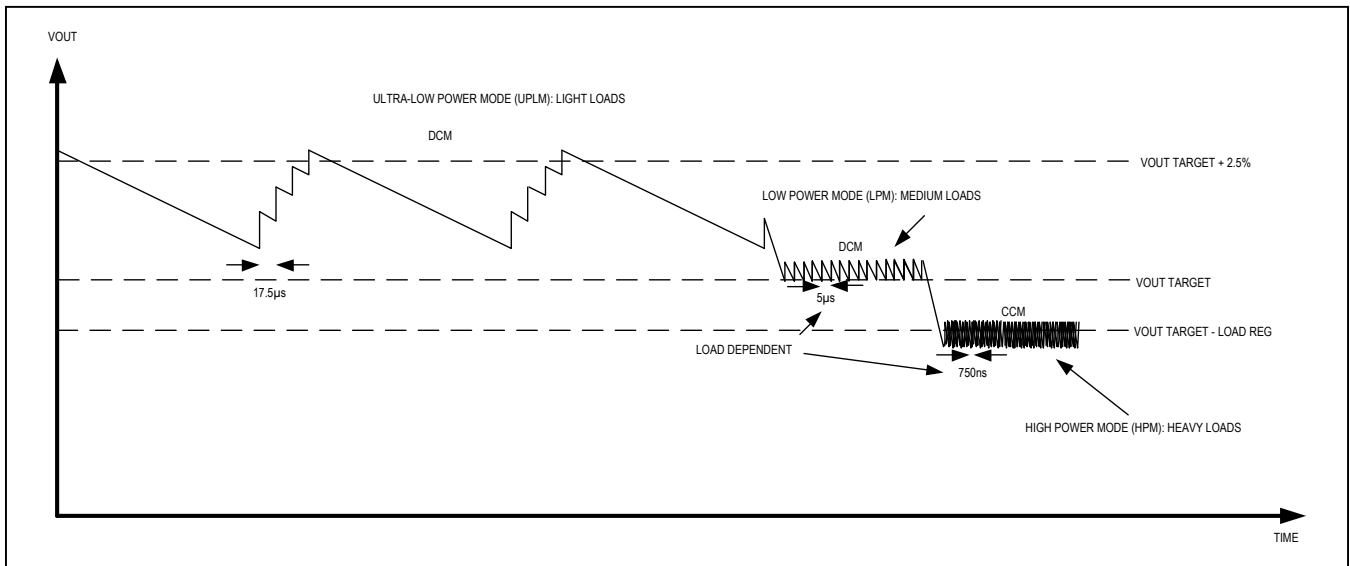 VOUT
ULTRA-LOW POWER MODE (UPLM): LIGHT LOADS
DCM
VOUT TARGET + 2.5%
LOW POWER MODE (LPM): MEDIUM LOADS
DCM
17.5µs
5µs
VOUT TARGET
CCM
VOUT TARGET - LOAD REG
LOAD DEPENDENT
750ns
HIGH POWER MODE (HPM): HEAVY LOADS
TIME